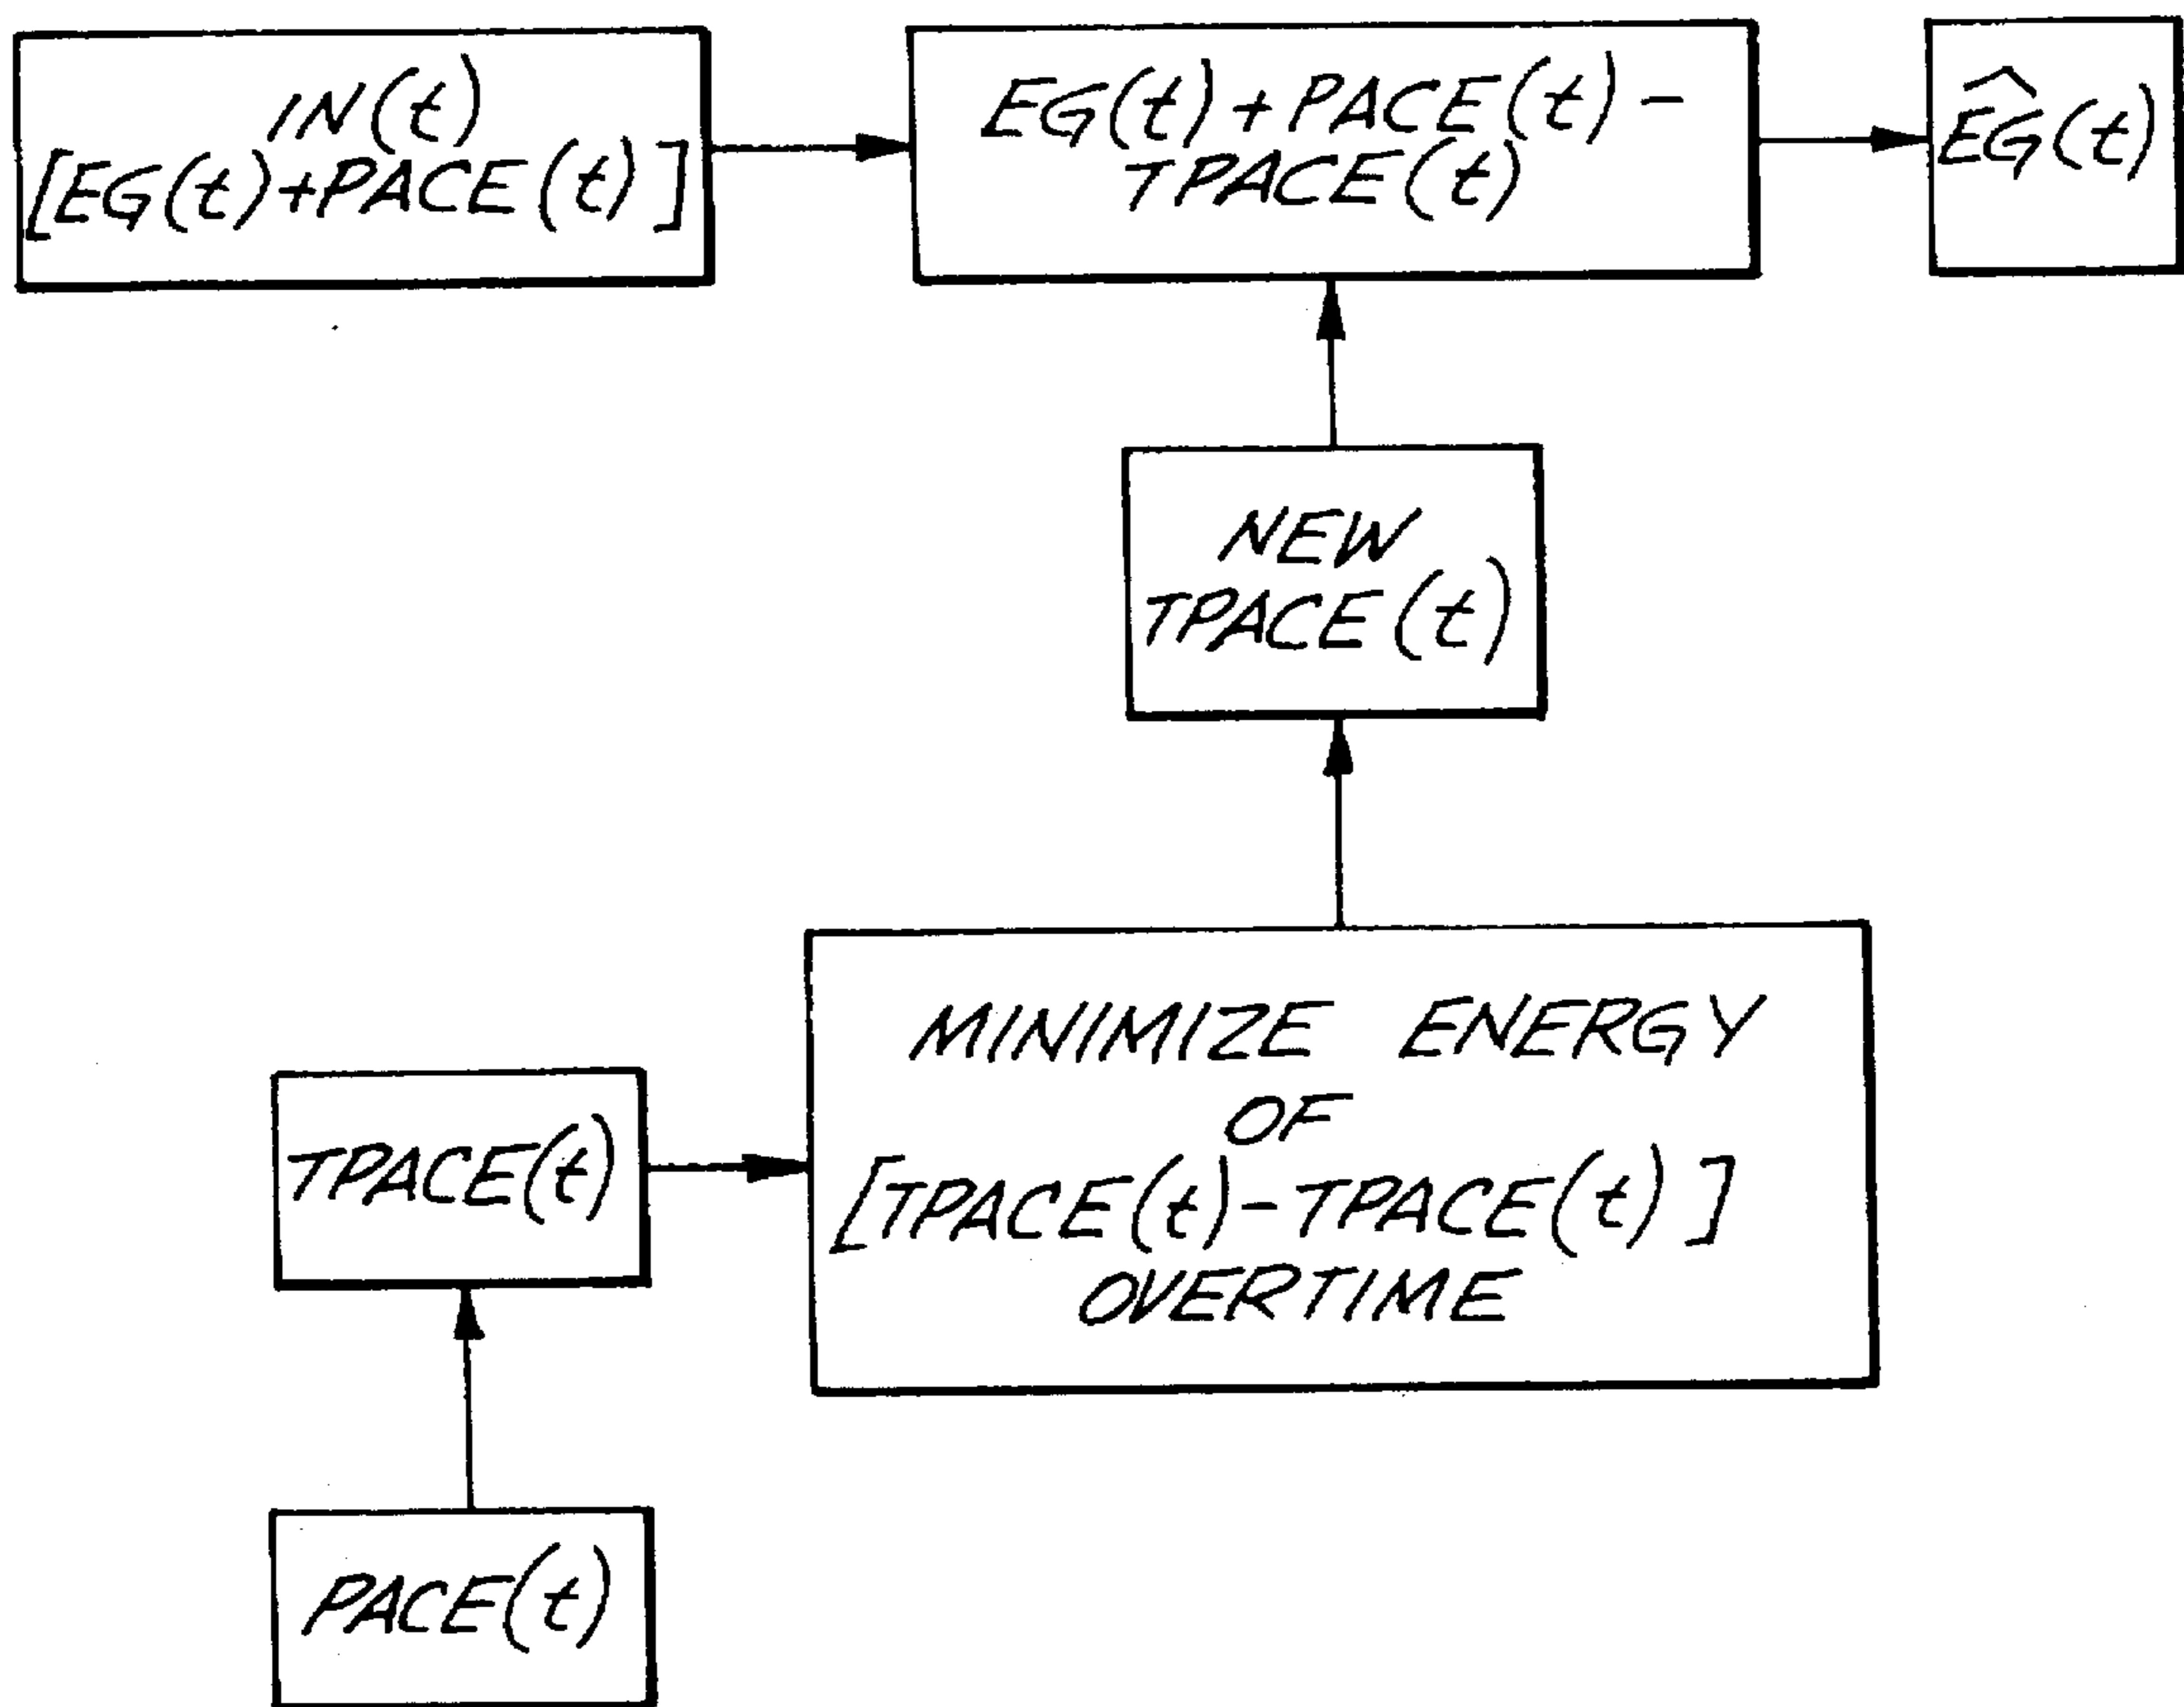 IN(t)
[EG(t)+PACE(t)]
EG(t)+PACE(t)-
TPACE(t)
ÊG(t)
NEW
TPACE(t)
MINIMIZE ENERGY
OF
[TPACE(t)-TPACE(t)]
OVERTIME
TPACE(t)
PACE(t)